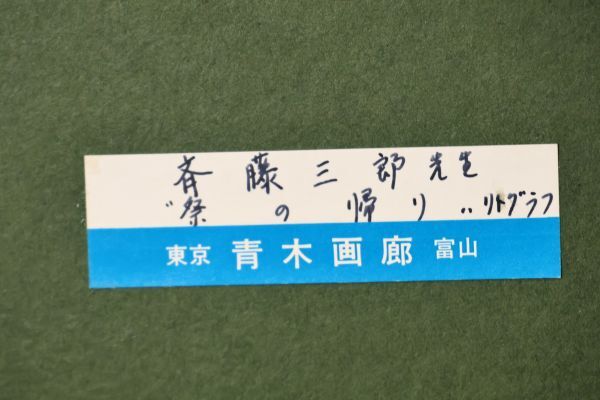 斉藤三郎先生
〝祭の帰り〟リトグラフ
東京 青木画廊 富山